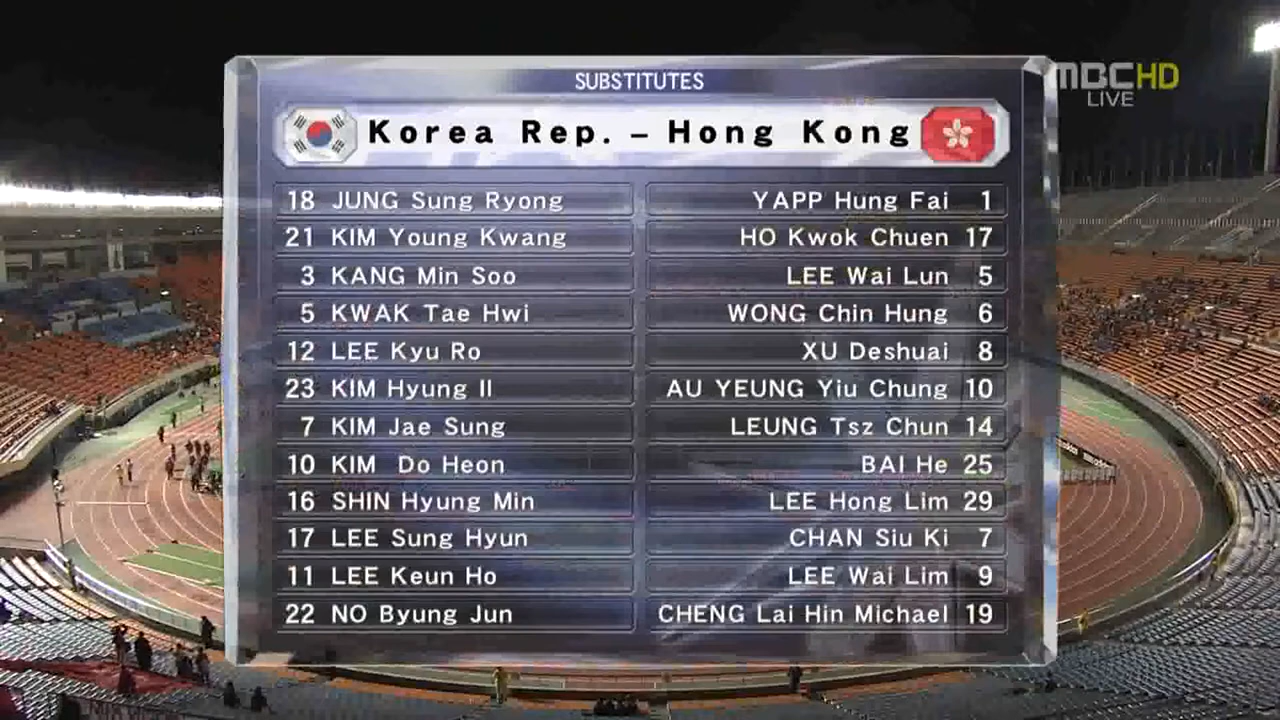 SUBSTITUTES
MBC HD
LIVE
Korea Rep. – Hong Kong
18 JUNG Sung Ryong YAPP Hung Fai 1
21 KIM Young Kwang HO Kwok Chuen 17
3 KANG Min Soo LEE Wai Lun 5
5 KWAK Tae Hwi WONG Chin Hung 6
12 LEE Kyu Ro XU Deshuai 8
23 KIM Hyung Il AU YEUNG Yiu Chung 10
7 KIM Jae Sung LEUNG Tsz Chun 14
10 KIM Do Heon BAI He 25
16 SHIN Hyung Min LEE Hong Lim 29
17 LEE Sung Hyun CHAN Siu Ki 7
11 LEE Keun Ho LEE Wai Lim 9
22 NO Byung Jun CHENG Lai Hin Michael 19